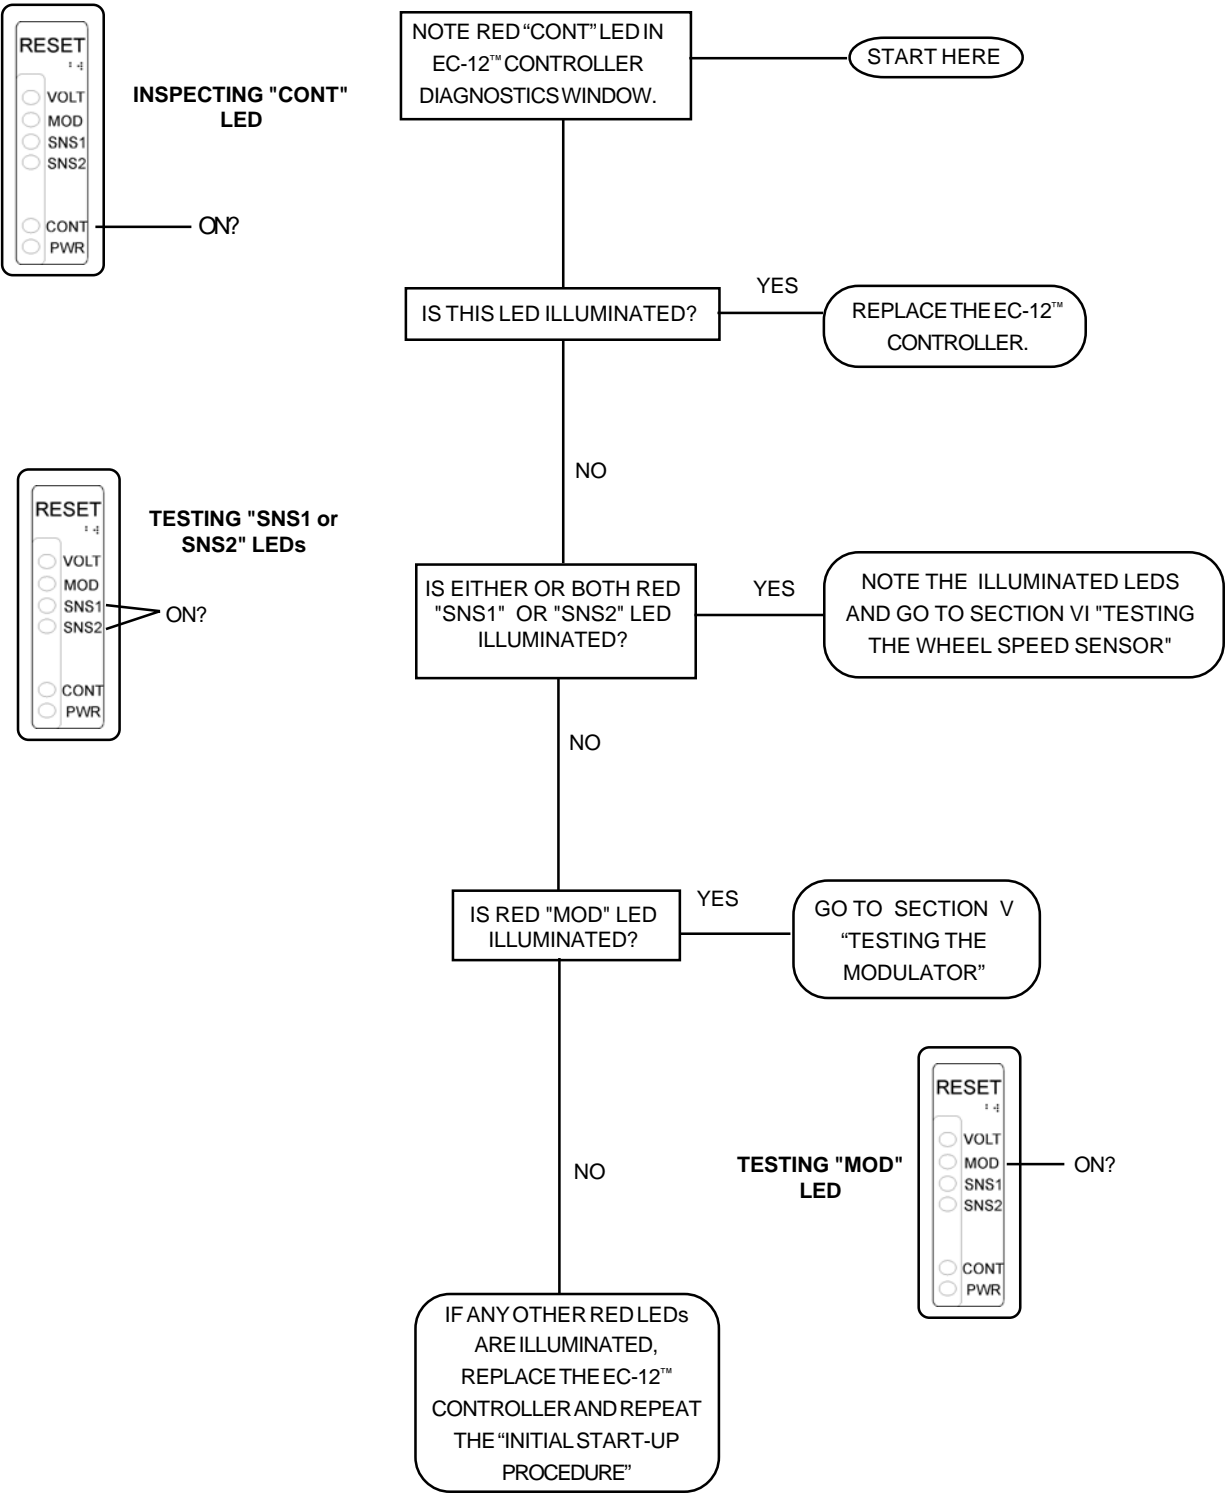 RESET
VOLT
MOD
SNS1
SNS2
CONT
PWR
INSPECTING "CONT"
LED
ON?
NOTE RED “CONT” LED IN
EC-12™ CONTROLLER
DIAGNOSTICS WINDOW.
START HERE
IS THIS LED ILLUMINATED?
YES
REPLACE THE EC-12™
CONTROLLER.
NO
RESET
VOLT
MOD
SNS1
SNS2
CONT
PWR
TESTING "SNS1 or
SNS2" LEDs
ON?
IS EITHER OR BOTH RED
"SNS1" OR "SNS2" LED
ILLUMINATED?
YES
NOTE THE ILLUMINATED LEDS
AND GO TO SECTION VI "TESTING
THE WHEEL SPEED SENSOR"
NO
IS RED "MOD" LED
ILLUMINATED?
YES
GO TO SECTION V
“TESTING THE
MODULATOR”
NO
TESTING "MOD"
LED
RESET
VOLT
MOD
SNS1
SNS2
CONT
PWR
ON?
IF ANY OTHER RED LEDs
ARE ILLUMINATED,
REPLACE THE EC-12™
CONTROLLER AND REPEAT
THE “INITIAL START-UP
PROCEDURE”